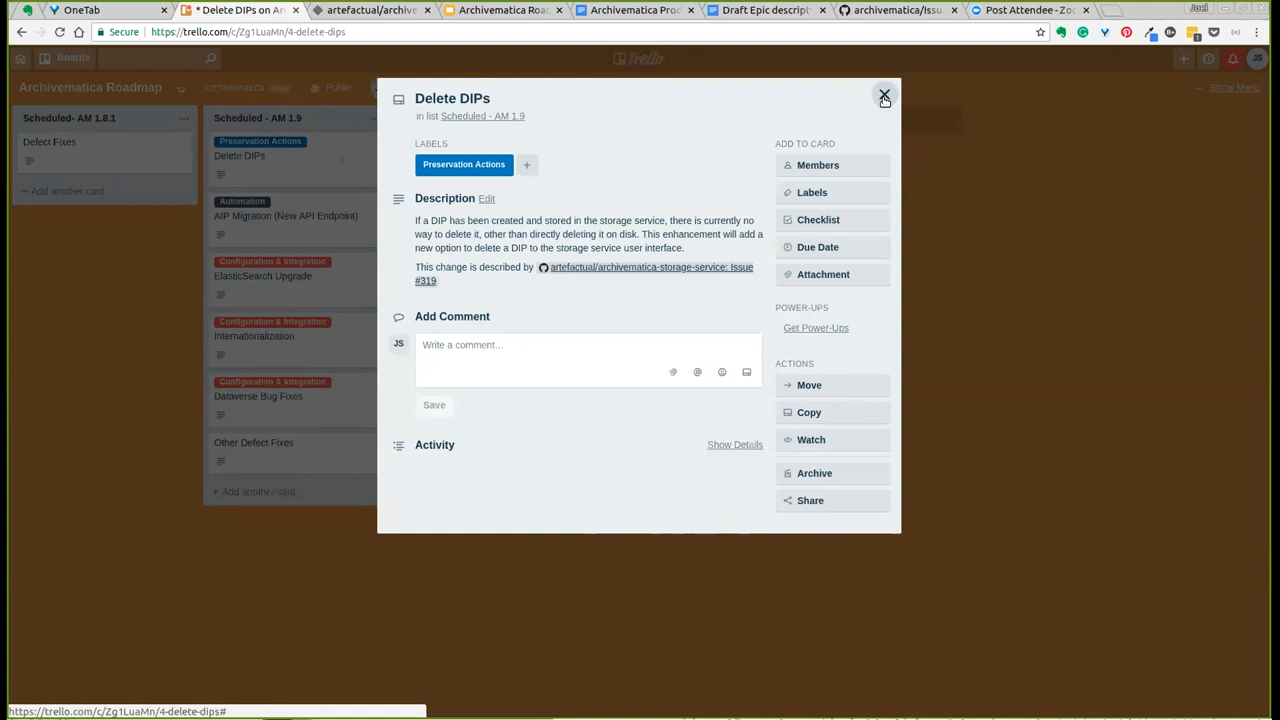 OneTab
* Delete DIPs on Ar
artefactual/archive
Archivematica Roa
Archivematica Proc
Draft Epic descript
archivematica/Issu
Post Attendee - Zo
Joel
Secure
https://trello.com/c/Zg1LuaMn/4-delete-dips
Boards
Trello
JS
Archivematica Roadmap
Archivematica
Public
Show Menu
Scheduled- AM 1.8.1
Defect Fixes
+ Add another card
Scheduled - AM 1.9
Preservation Actions
Delete DIPs
Automation
AIP Migration (New API Endpoint)
Configuration & Integration
ElasticSearch Upgrade
Configuration & Integration
Internationalization
Configuration & Integration
Dataverse Bug Fixes
Other Defect Fixes
+ Add another card
Delete DIPs
in list Scheduled - AM 1.9
LABELS
Preservation Actions
+
Description Edit
If a DIP has been created and stored in the storage service, there is currently no
way to delete it, other than directly deleting it on disk. This enhancement will add a
new option to delete a DIP to the storage service user interface.
This change is described by artefactual/archivematica-storage-service: Issue
#319
Add Comment
JS
Write a comment…
Save
Activity
Show Details
ADD TO CARD
Members
Labels
Checklist
Due Date
Attachment
POWER-UPS
Get Power-Ups
ACTIONS
Move
Copy
Watch
Archive
Share
https://trello.com/c/Zg1LuaMn/4-delete-dips#